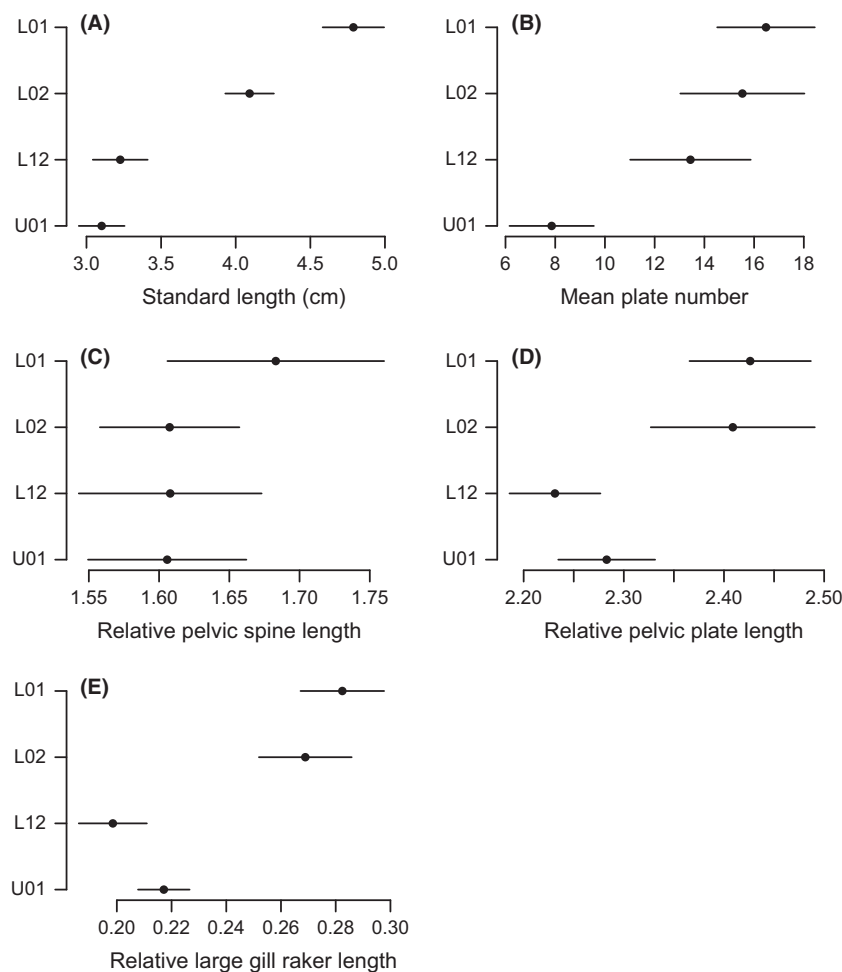 (A)
L01
L02
L12
U01
3.0 3.5 4.0 4.5 5.0
Standard length (cm)
(B)
L01
L02
L12
U01
6 8 10 12 14 16 18
Mean plate number
(C)
L01
L02
L12
U01
1.55 1.60 1.65 1.70 1.75
Relative pelvic spine length
(D)
L01
L02
L12
U01
2.20 2.30 2.40 2.50
Relative pelvic plate length
(E)
L01
L02
L12
U01
0.20 0.22 0.24 0.26 0.28 0.30
Relative large gill raker length